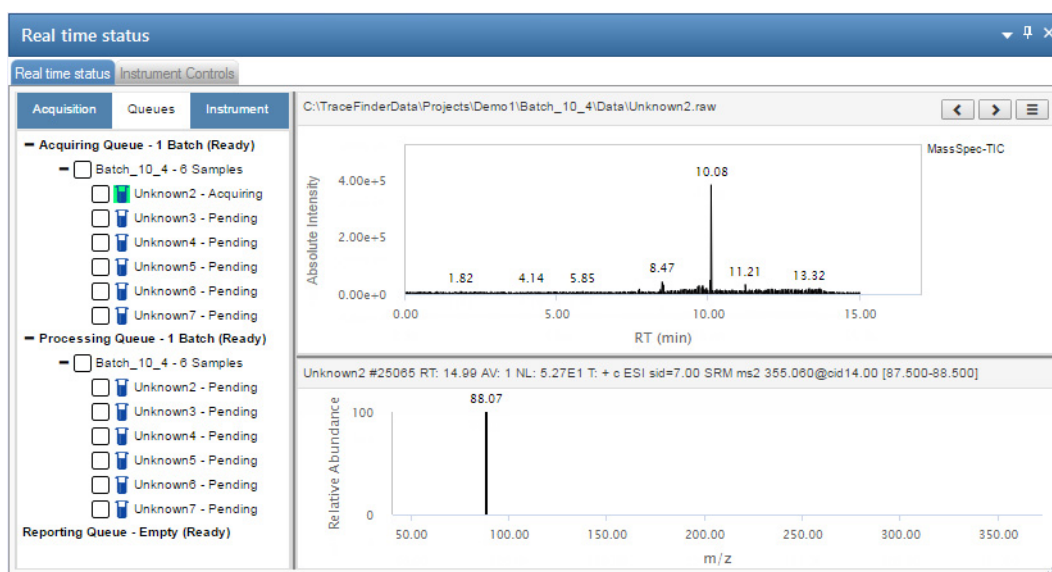 Real time status
Real time status Instrument Controls
Acquisition Queues Instrument
Acquiring Queue - 1 Batch (Ready)
Batch_10_4 - 6 Samples
Unknown2 - Acquiring
Unknown3 - Pending
Unknown4 - Pending
Unknown5 - Pending
Unknown6 - Pending
Unknown7 - Pending
Processing Queue - 1 Batch (Ready)
Batch_10_4 - 6 Samples
Unknown2 - Pending
Unknown3 - Pending
Unknown4 - Pending
Unknown5 - Pending
Unknown6 - Pending
Unknown7 - Pending
Reporting Queue - Empty (Ready)
C:\TraceFinderData\Projects\Demo1\Batch_10_4\Data\Unknown2.raw
MassSpec-TIC
Absolute Intensity
4.00e+5
2.00e+5
0.00e+0
10.08
1.82 4.14 5.85 8.47 11.21 13.32
0.00 5.00 10.00 15.00
RT (min)
Unknown2 #25065 RT: 14.99 AV: 1 NL: 5.27E1 T: + c ESI sid=7.00 SRM ms2 355.060@cid14.00 [87.500-88.500]
88.07
Relative Abundance
100
0
50.00 100.00 150.00 200.00 250.00 300.00 350.00
m/z